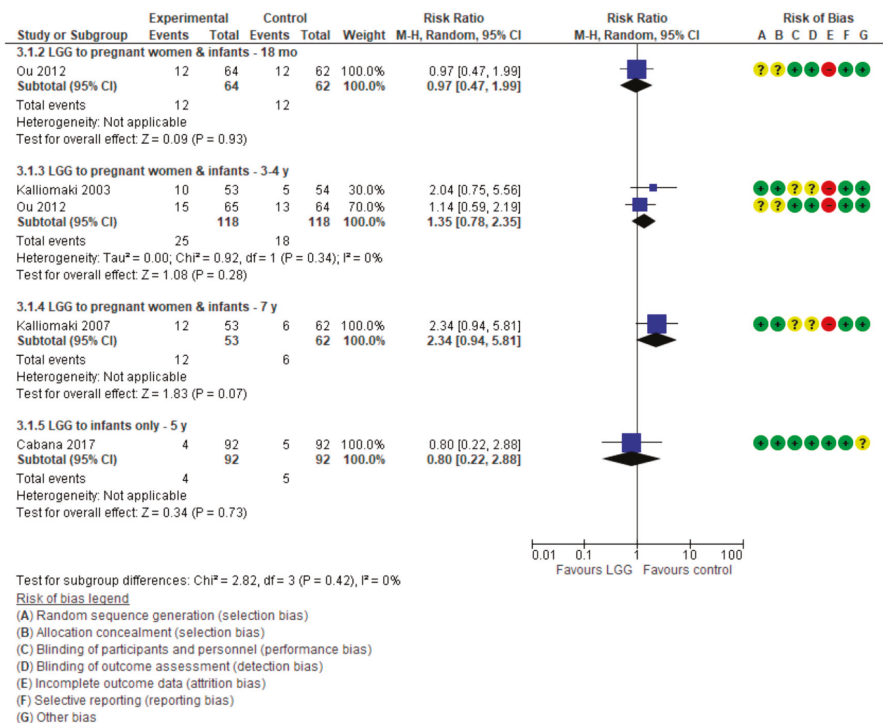 Experimental Control Risk Ratio Risk Ratio Risk of Bias
Study or Subgroup Events Total Events Total Weight M-H, Random, 95% CI M-H, Random, 95% CI A B C D E F G
3.1.2 LGG to pregnant women & infants - 18 mo
Ou 2012 12 64 12 62 100.0% 0.97 [0.47, 1.99] ? ? + + - + +
Subtotal (95% CI) 64 62 100.0% 0.97 [0.47, 1.99]
Total events 12 12
Heterogeneity: Not applicable
Test for overall effect: Z = 0.09 (P = 0.93)
3.1.3 LGG to pregnant women & infants - 3-4 y
Kalliomaki 2003 10 53 5 54 30.0% 2.04 [0.75, 5.56] + + ? ? - + +
Ou 2012 15 65 13 64 70.0% 1.14 [0.59, 2.19] ? ? + + - + +
Subtotal (95% CI) 118 118 100.0% 1.35 [0.78, 2.35]
Total events 25 18
Heterogeneity: Tau² = 0.00; Chi² = 0.92, df = 1 (P = 0.34); I² = 0%
Test for overall effect: Z = 1.08 (P = 0.28)
3.1.4 LGG to pregnant women & infants - 7 y
Kalliomaki 2007 12 53 6 62 100.0% 2.34 [0.94, 5.81] + + ? ? - + +
Subtotal (95% CI) 53 62 100.0% 2.34 [0.94, 5.81]
Total events 12 6
Heterogeneity: Not applicable
Test for overall effect: Z = 1.83 (P = 0.07)
3.1.5 LGG to infants only - 5 y
Cabana 2017 4 92 5 92 100.0% 0.80 [0.22, 2.88] + + + + + + ?
Subtotal (95% CI) 92 92 100.0% 0.80 [0.22, 2.88]
Total events 4 5
Heterogeneity: Not applicable
Test for overall effect: Z = 0.34 (P = 0.73)
0.01 0.1 1 10 100
Favours LGG Favours control
Test for subgroup differences: Chi² = 2.82, df = 3 (P = 0.42), I² = 0%
Risk of bias legend
(A) Random sequence generation (selection bias)
(B) Allocation concealment (selection bias)
(C) Blinding of participants and personnel (performance bias)
(D) Blinding of outcome assessment (detection bias)
(E) Incomplete outcome data (attrition bias)
(F) Selective reporting (reporting bias)
(G) Other bias